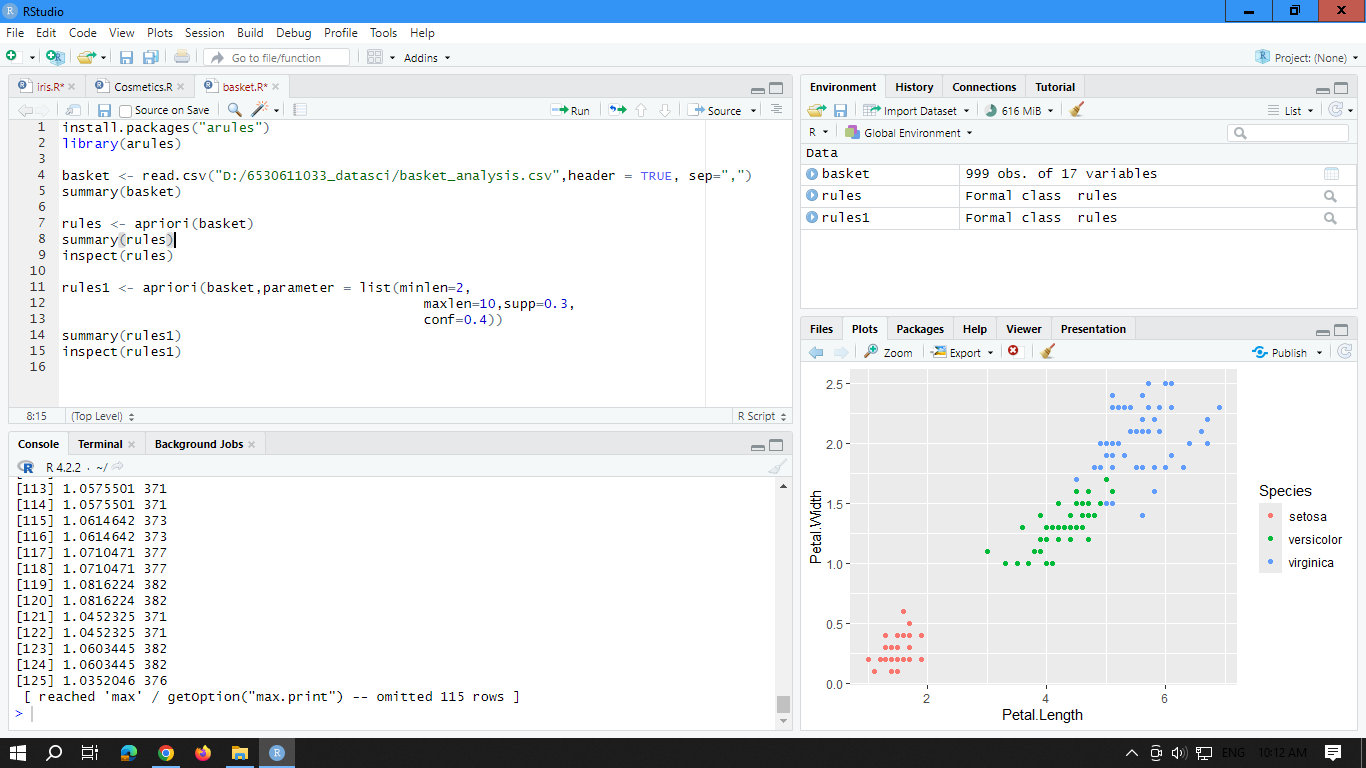 RStudio
File Edit Code View Plots Session Build Debug Profile Tools Help
Go to file/function
Addins
Project: (None)
iris.R*
Cosmetics.R
basket.R*
Source on Save
Run
Source
1 install.packages("arules")
2 library(arules)
3
4 basket <- read.csv("D:/6530611033_datasci/basket_analysis.csv",header = TRUE, sep=",")
5 summary(basket)
6
7 rules <- apriori(basket)
8 summary(rules)
9 inspect(rules)
10
11 rules1 <- apriori(basket,parameter = list(minlen=2,
12 maxlen=10,supp=0.3,
13 conf=0.4))
14 summary(rules1)
15 inspect(rules1)
16
8:15 (Top Level) R Script
Console Terminal Background Jobs
R 4.2.2 · ~/
[113] 1.0575501 371
[114] 1.0575501 371
[115] 1.0614642 373
[116] 1.0614642 373
[117] 1.0710471 377
[118] 1.0710471 377
[119] 1.0816224 382
[120] 1.0816224 382
[121] 1.0452325 371
[122] 1.0452325 371
[123] 1.0603445 382
[124] 1.0603445 382
[125] 1.0352046 376
[ reached 'max' / getOption("max.print") -- omitted 115 rows ]
>
Environment History Connections Tutorial
Import Dataset 616 MiB List
R Global Environment
Data
basket 999 obs. of 17 variables
rules Formal class rules
rules1 Formal class rules
Files Plots Packages Help Viewer Presentation
Zoom Export Publish
2.5
2.0
1.5
1.0
0.5
0.0
Petal.Width
2 4 6
Petal.Length
Species
setosa
versicolor
virginica
ENG 10:12 AM